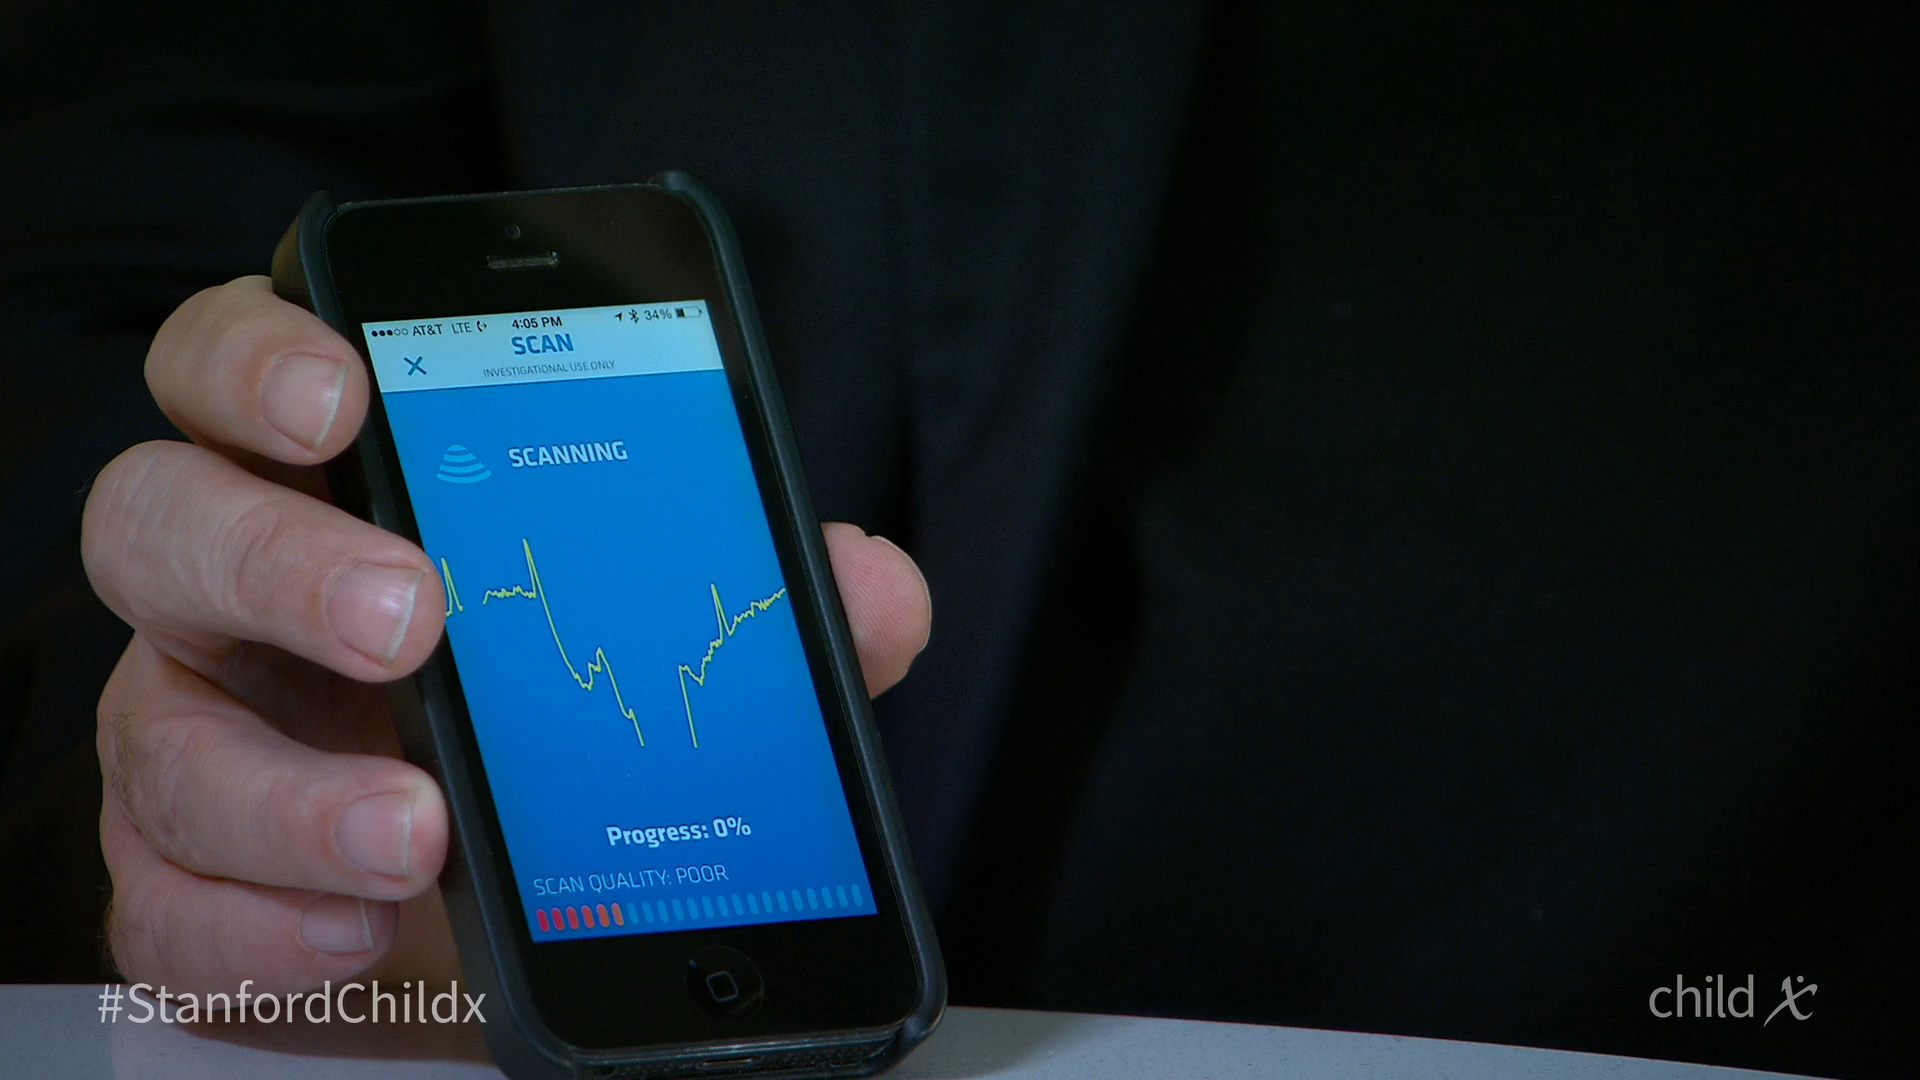 AT&T LTE 4:05 PM 34%
SCAN
INVESTIGATIONAL USE ONLY
SCANNING
Progress: 0%
SCAN QUALITY: POOR
#StanfordChildx
child x